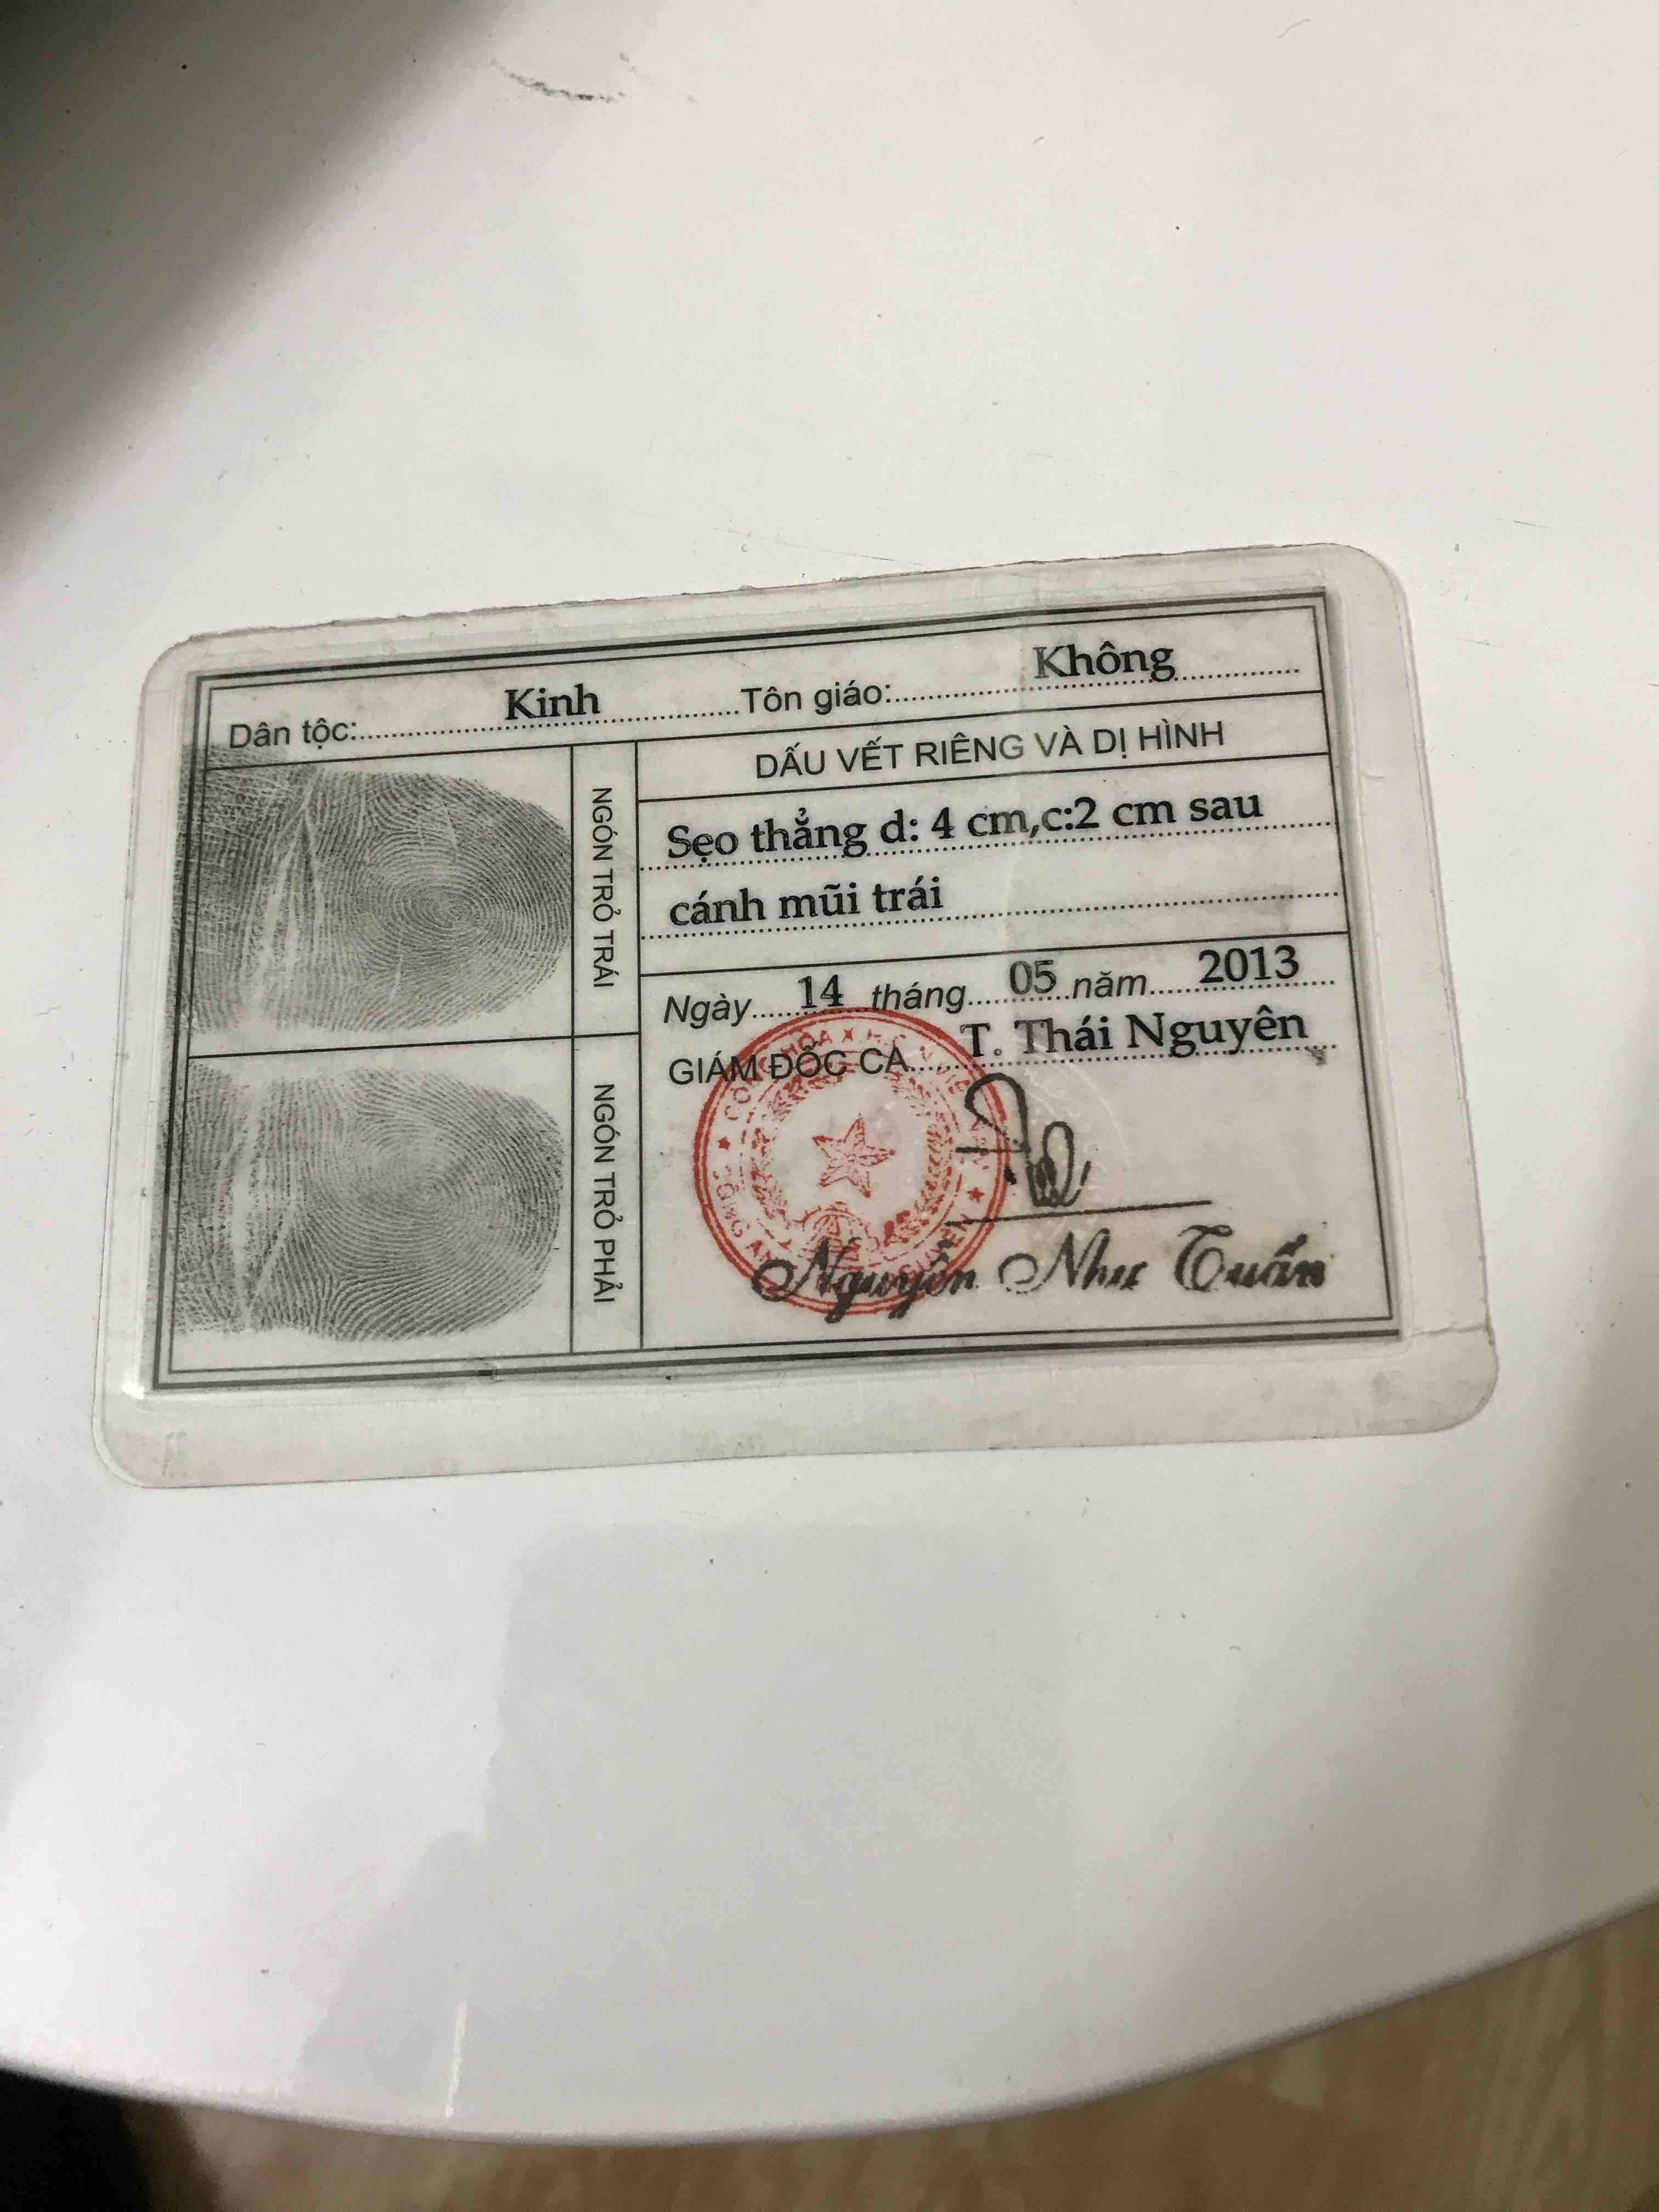 Dân tộc: Kinh Tôn giáo: Không
NGÓN TRỎ TRÁI
NGÓN TRỎ PHẢI
DẤU VẾT RIÊNG VÀ DỊ HÌNH
Sẹo thẳng d: 4 cm,c:2 cm sau
cánh mũi trái
Ngày 14 tháng 05 năm 2013
GIÁM ĐỐC CA T. Thái Nguyên
Nguyễn Như Tuấn